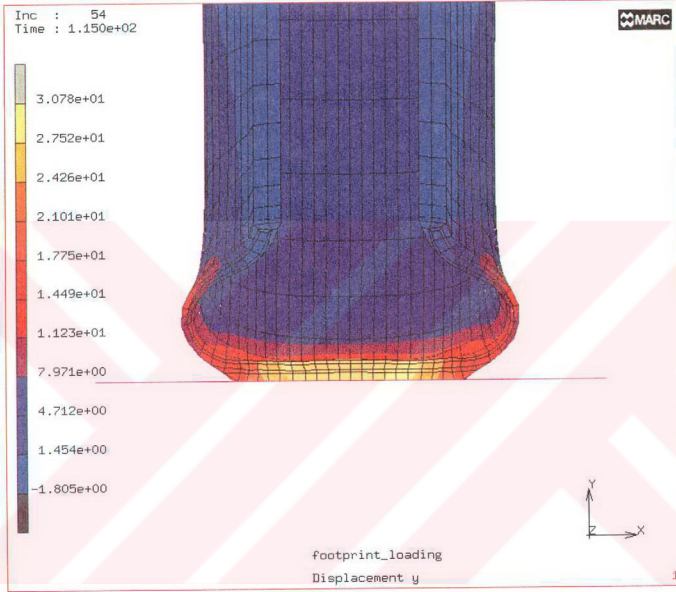 Inc : 54
Time : 1.150e+02
MARC
3.078e+01
2.752e+01
2.426e+01
2.101e+01
1.775e+01
1.449e+01
1.123e+01
7.971e+00
4.712e+00
1.454e+00
-1.805e+00
Y
Z X
footprint_loading
Displacement y
1